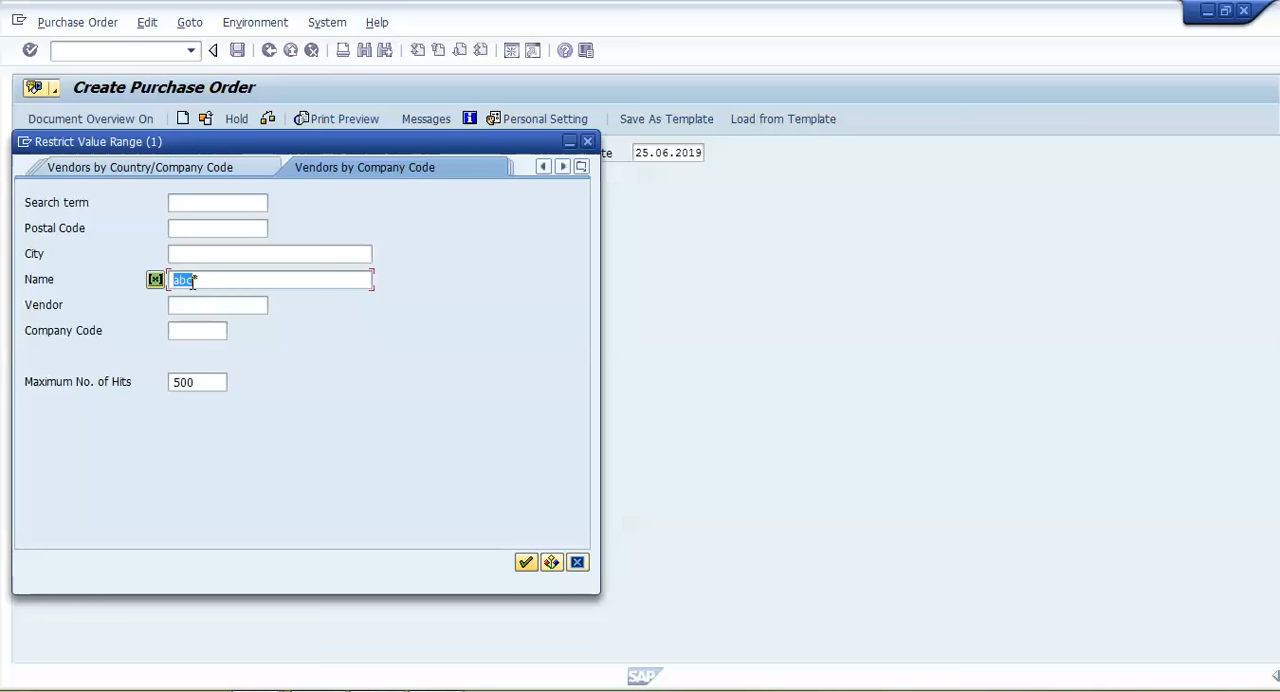 Purchase Order Edit Goto Environment System Help
Create Purchase Order
Document Overview On Hold Print Preview Messages Personal Setting Save As Template Load from Template
Restrict Value Range (1)
te 25.06.2019
Vendors by Country/Company Code Vendors by Company Code
Search term
Postal Code
City
Name abc*
Vendor
Company Code
Maximum No. of Hits 500
SAP